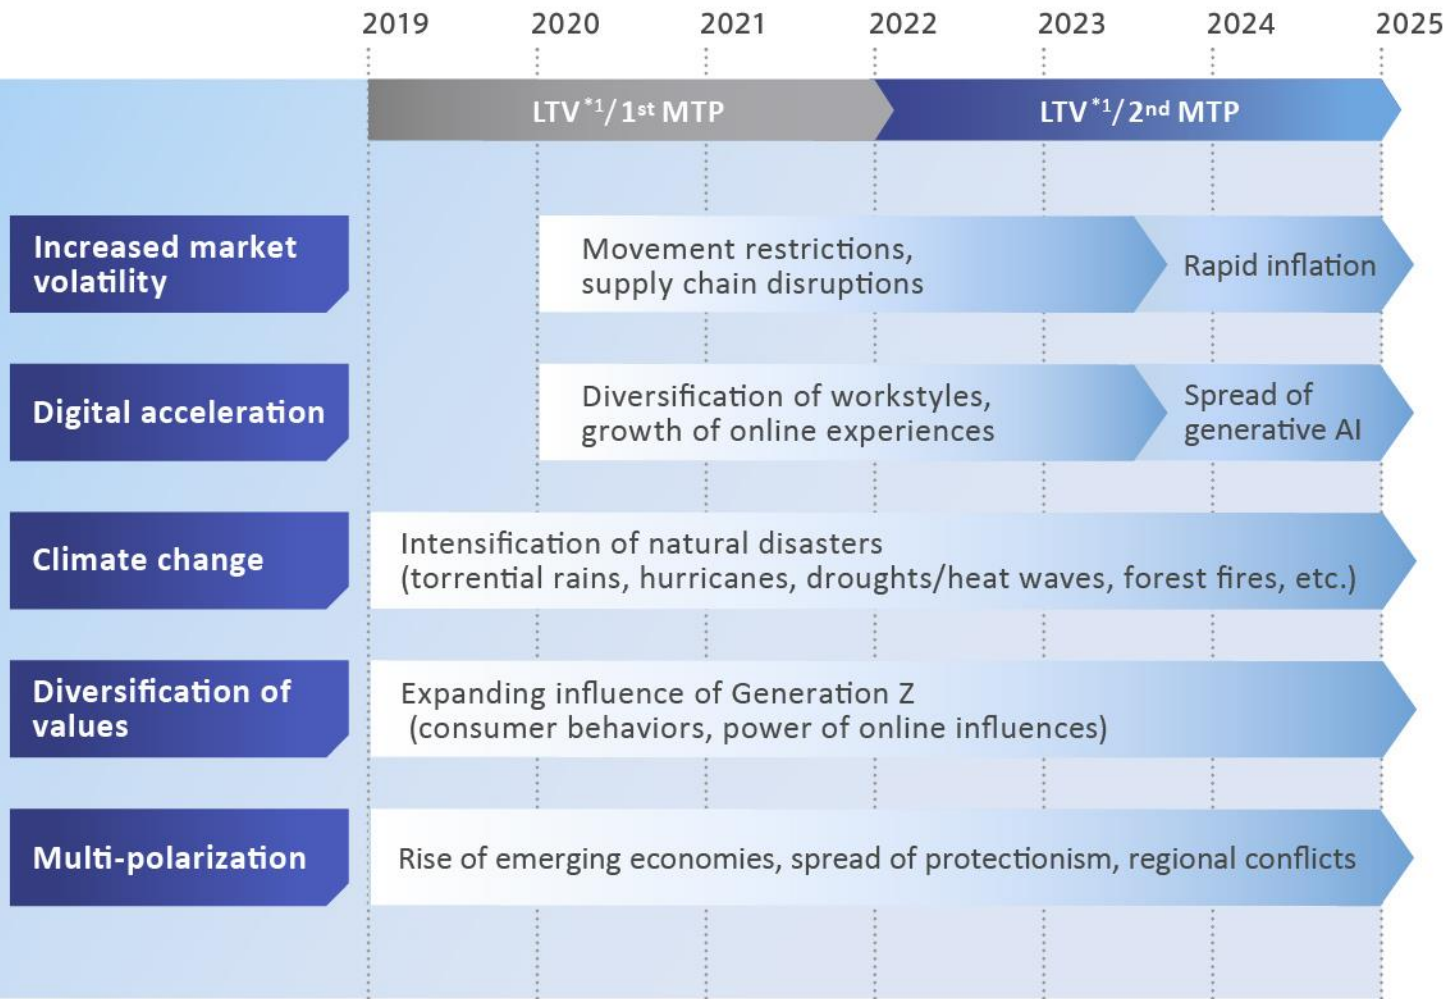 2019 2020 2021 2022 2023 2024 2025
LTV*1/1st MTP
LTV*1/2nd MTP
Increased market
volatility
Movement restrictions,
supply chain disruptions
Rapid inflation
Digital acceleration
Diversification of workstyles,
growth of online experiences
Spread of
generative AI
Climate change
Intensification of natural disasters
(torrential rains, hurricanes, droughts/heat waves, forest fires, etc.)
Diversification of
values
Expanding influence of Generation Z
(consumer behaviors, power of online influences)
Multi-polarization
Rise of emerging economies, spread of protectionism, regional conflicts